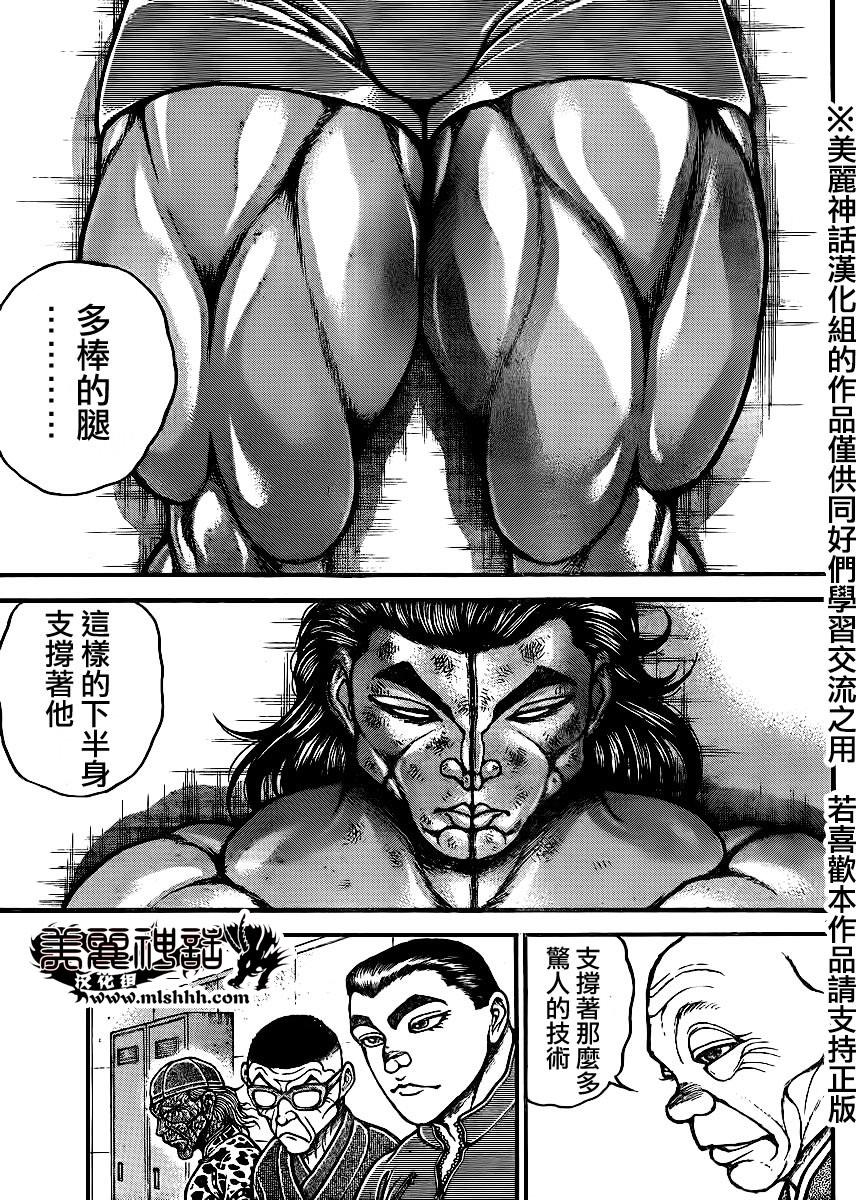 ※美麗神話漢化組的作品僅供同好們學習交流之用－若喜歡本作品請支持正版
多棒的腿
…………
這樣的下半身
支撐著他
支撐著那麼多
驚人的技術
美麗神話
汉化组
www.mlshhh.com